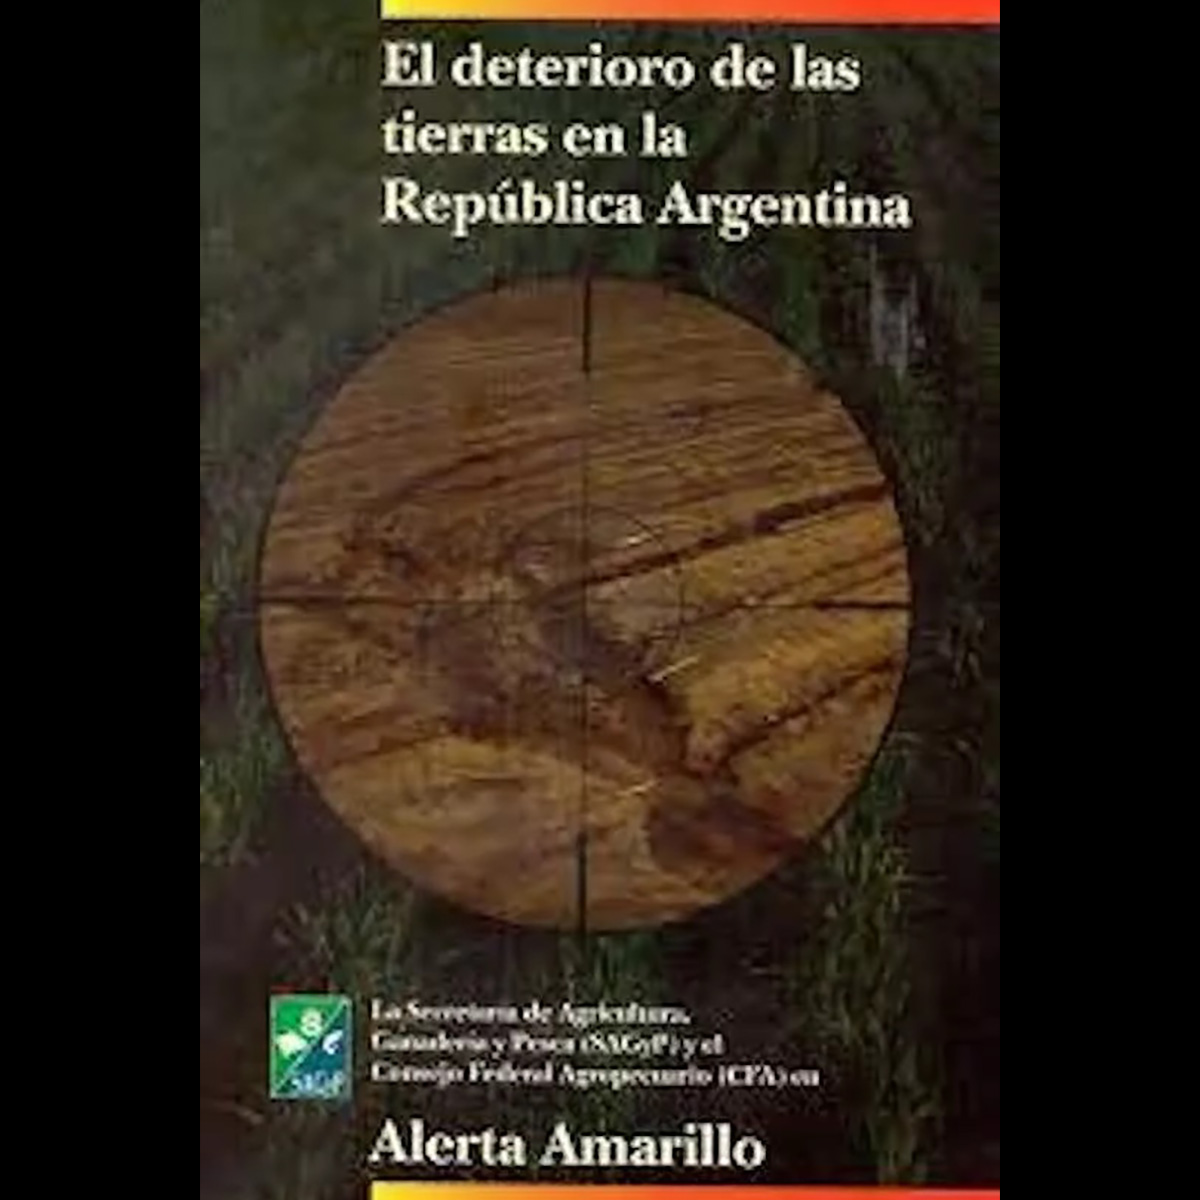 El deterioro de las
tierras en la
República Argentina
La Secretaría de Agricultura,
Ganadería y Pesca (SAGyP) y el
Consejo Federal Agropecuario (CFA) en
SAGyP
Alerta Amarillo